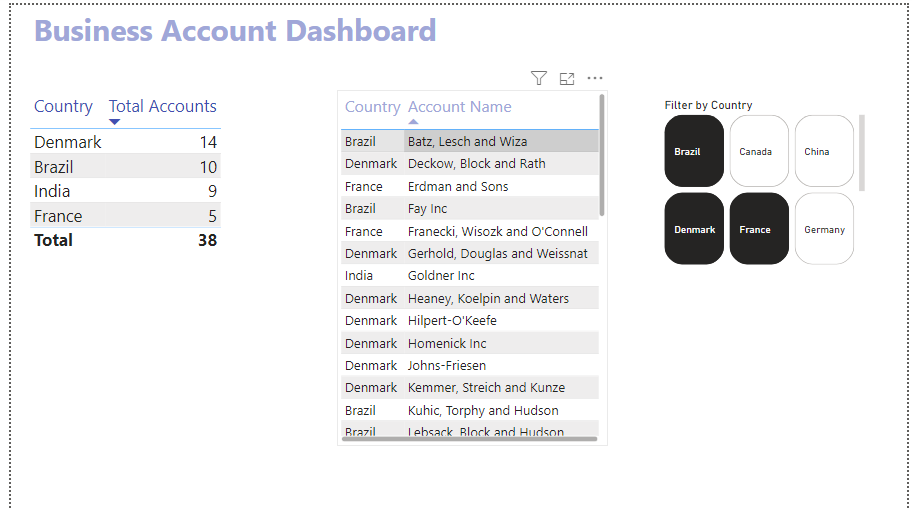 Business Account Dashboard
Country Total Accounts
Denmark 14
Brazil 10
India 9
France 5
Total 38
Country Account Name
Brazil Batz, Lesch and Wiza
Denmark Deckow, Block and Rath
France Erdman and Sons
Brazil Fay Inc
France Franecki, Wisozk and O'Connell
Denmark Gerhold, Douglas and Weissnat
India Goldner Inc
Denmark Heaney, Koelpin and Waters
Denmark Hilpert-O'Keefe
Denmark Homenick Inc
Denmark Johns-Friesen
Denmark Kemmer, Streich and Kunze
Brazil Kuhic, Torphy and Hudson
Brazil Lebsack, Block and Hudson
Filter by Country
Brazil Canada China
Denmark France Germany